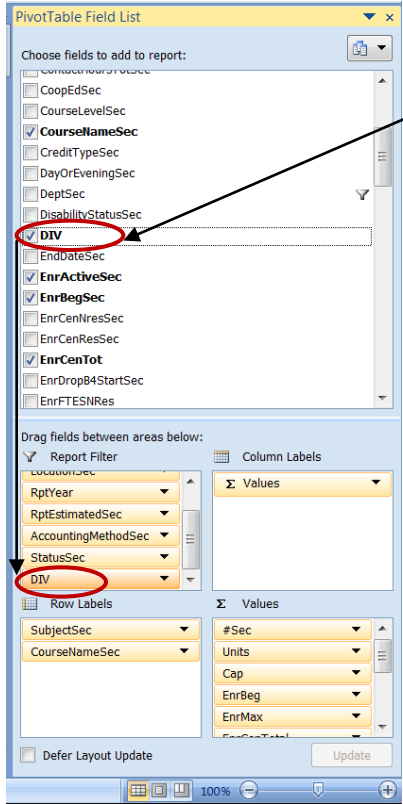 PivotTable Field List
Choose fields to add to report:
CoopEdSec
CourseLevelSec
CourseNameSec
CreditTypeSec
DayOrEveningSec
DeptSec
DisabilityStatusSec
DIV
EndDateSec
EnrActiveSec
EnrBegSec
EnrCenNresSec
EnrCenResSec
EnrCenTot
EnrDropB4StartSec
EnrFTESNRes
Drag fields between areas below:
Report Filter
LocationSec
RptYear
RptEstimatedSec
AccountingMethodSec
StatusSec
DIV
Column Labels
Σ Values
Row Labels
SubjectSec
CourseNameSec
Σ Values
#Sec
Units
Cap
EnrBeg
EnrMax
Defer Layout Update
Update
100%